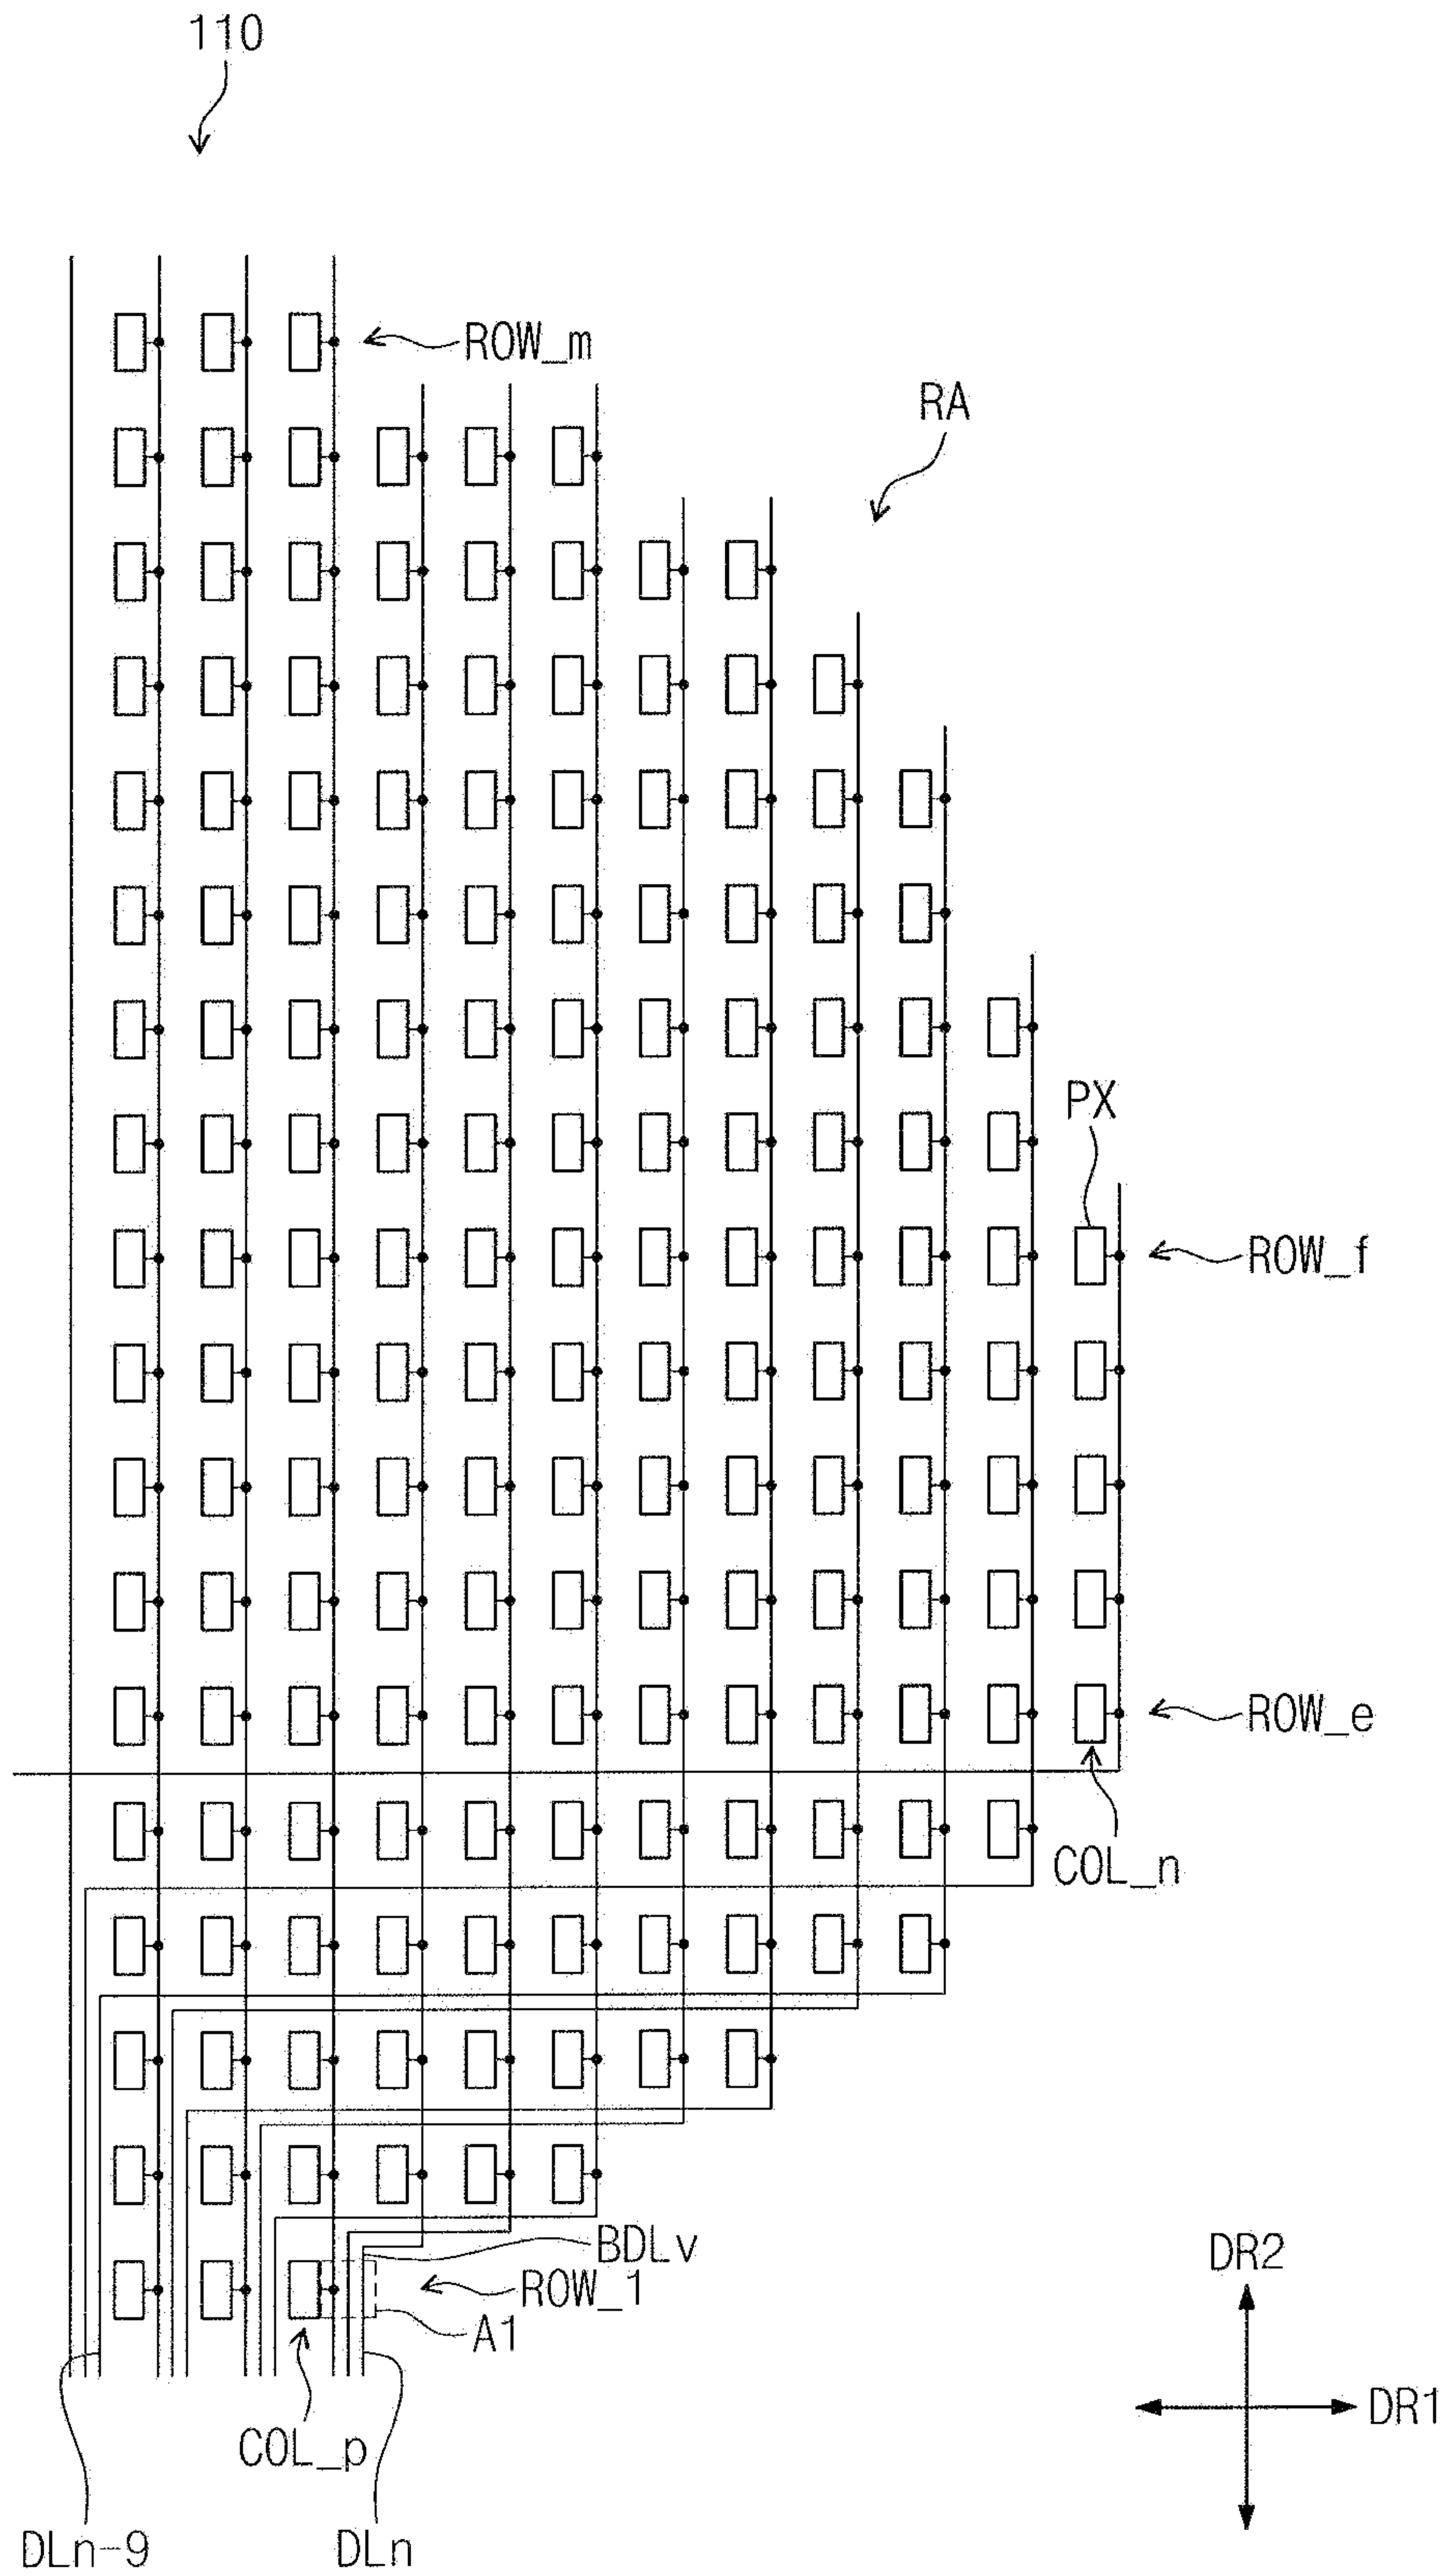 110
ROW_m
RA
PX
ROW_f
ROW_e
COL_n
BDLv
ROW_1
A1
COL_p
DLn-9
DLn
DR2
DR1